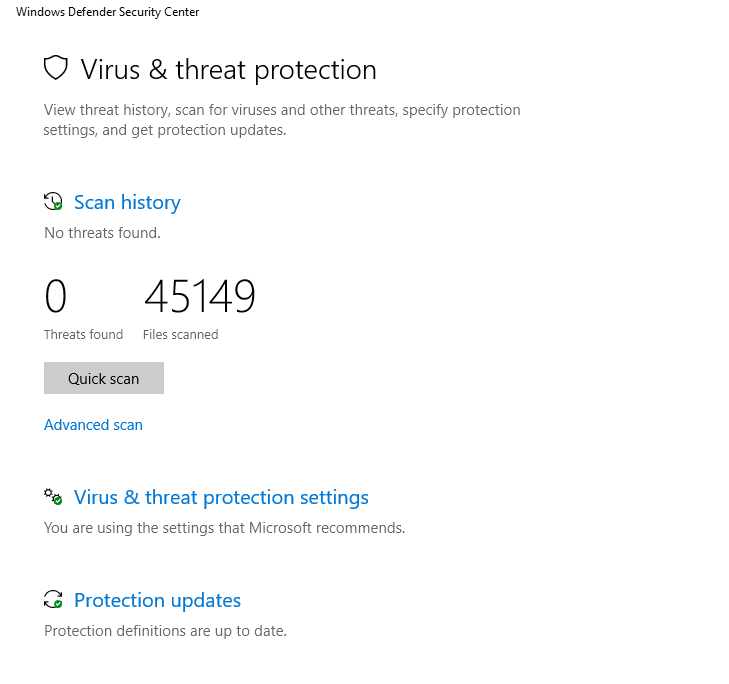 Windows Defender Security Center
Virus & threat protection
View threat history, scan for viruses and other threats, specify protection
settings, and get protection updates.
Scan history
No threats found.
0 45149
Threats found Files scanned
Quick scan
Advanced scan
Virus & threat protection settings
You are using the settings that Microsoft recommends.
Protection updates
Protection definitions are up to date.